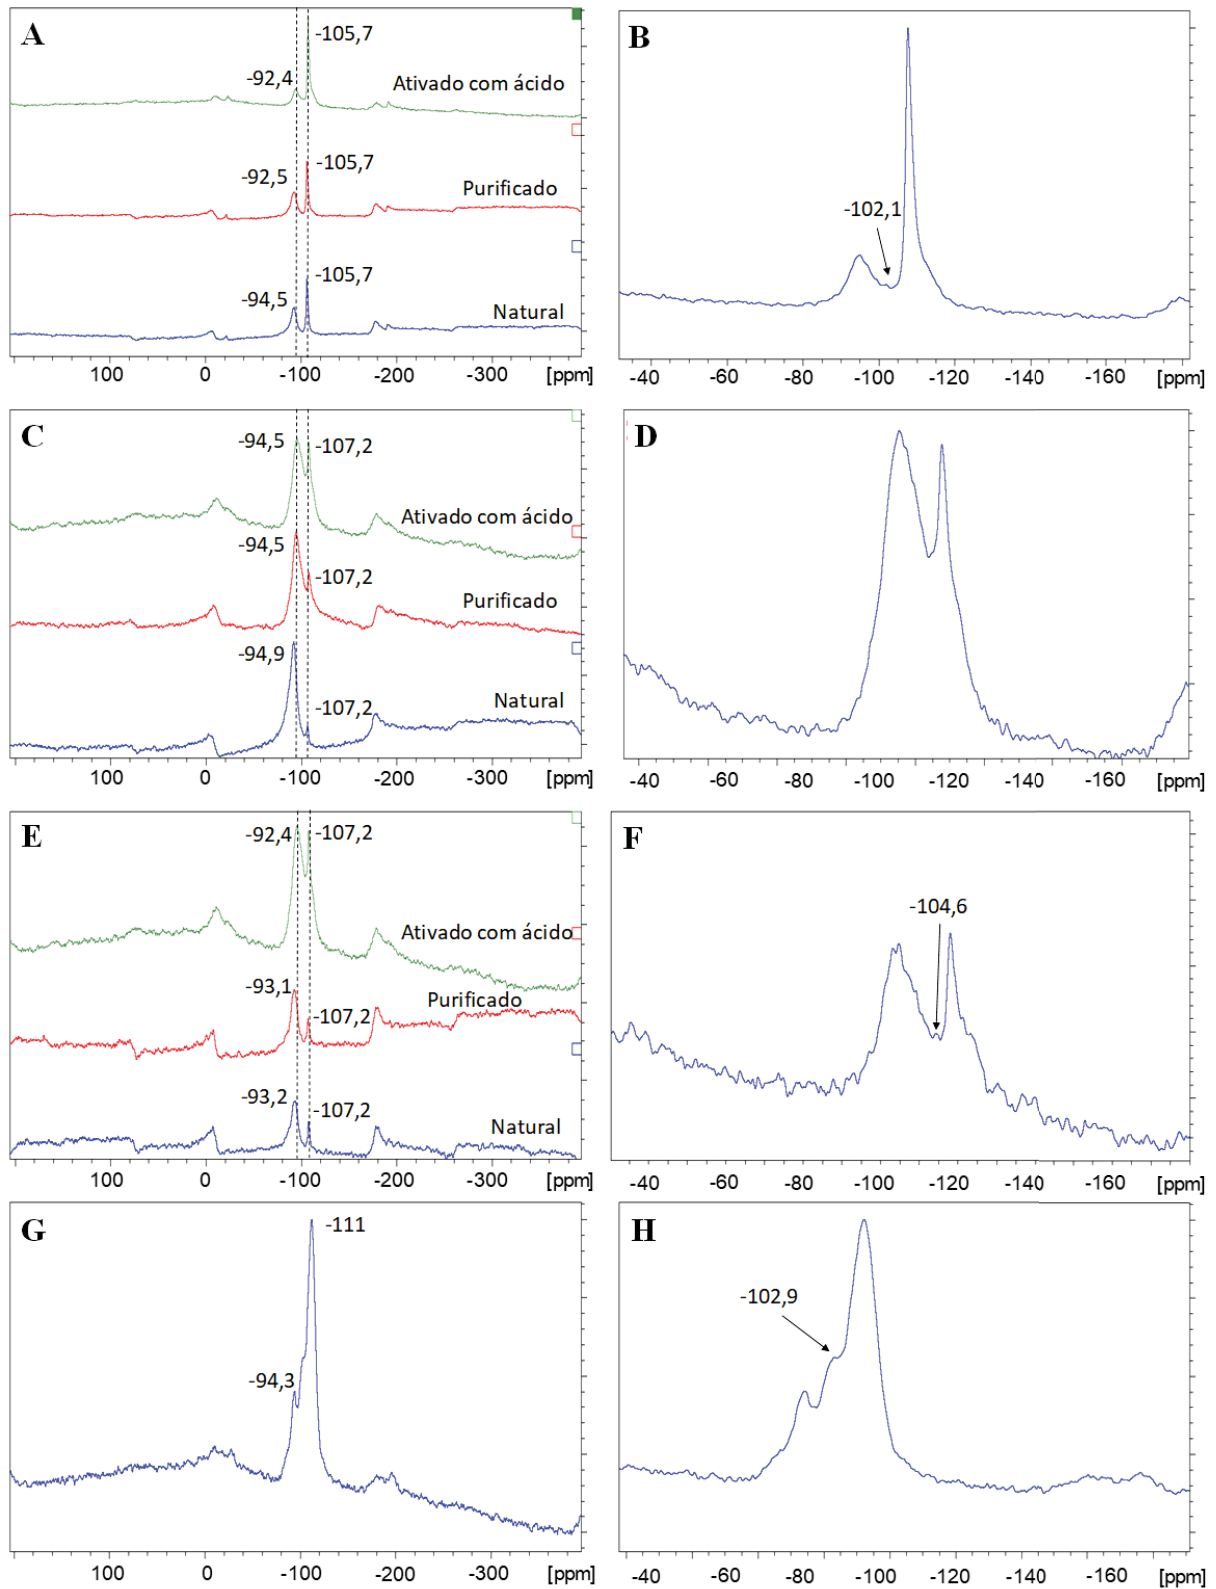 A
-105,7
-92,4
Ativado com ácido
-105,7
-92,5
Purificado
-105,7
-94,5
Natural
100 0 -100 -200 -300 [ppm]
B
-102,1
-40 -60 -80 -100 -120 -140 -160 [ppm]
C
-94,5
-107,2
Ativado com ácido
-94,5
-107,2
Purificado
-94,9
-107,2
Natural
100 0 -100 -200 -300 [ppm]
D
-40 -60 -80 -100 -120 -140 -160 [ppm]
E
-92,4
-107,2
Ativado com ácido
-93,1
Purificado
-107,2
-93,2
-107,2
Natural
100 0 -100 -200 -300 [ppm]
F
-104,6
-40 -60 -80 -100 -120 -140 -160 [ppm]
G
-111
-94,3
100 0 -100 -200 -300 [ppm]
H
-102,9
-40 -60 -80 -100 -120 -140 -160 [ppm]